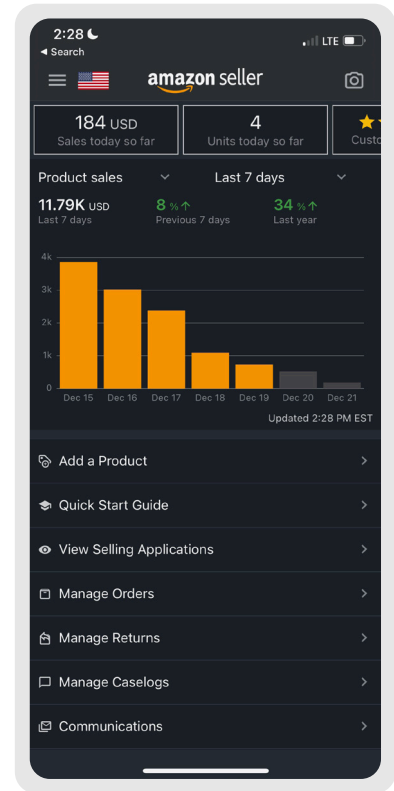 2:28
LTE
◀ Search
amazon seller
184 USD
Sales today so far
4
Units today so far
Product sales
Last 7 days
11.79K USD
Last 7 days
8 % ↑
Previous 7 days
34 % ↑
Last year
4k
3k
2k
1k
0
Dec 15 Dec 16 Dec 17 Dec 18 Dec 19 Dec 20 Dec 21
Updated 2:28 PM EST
Add a Product
Quick Start Guide
View Selling Applications
Manage Orders
Manage Returns
Manage Caselogs
Communications